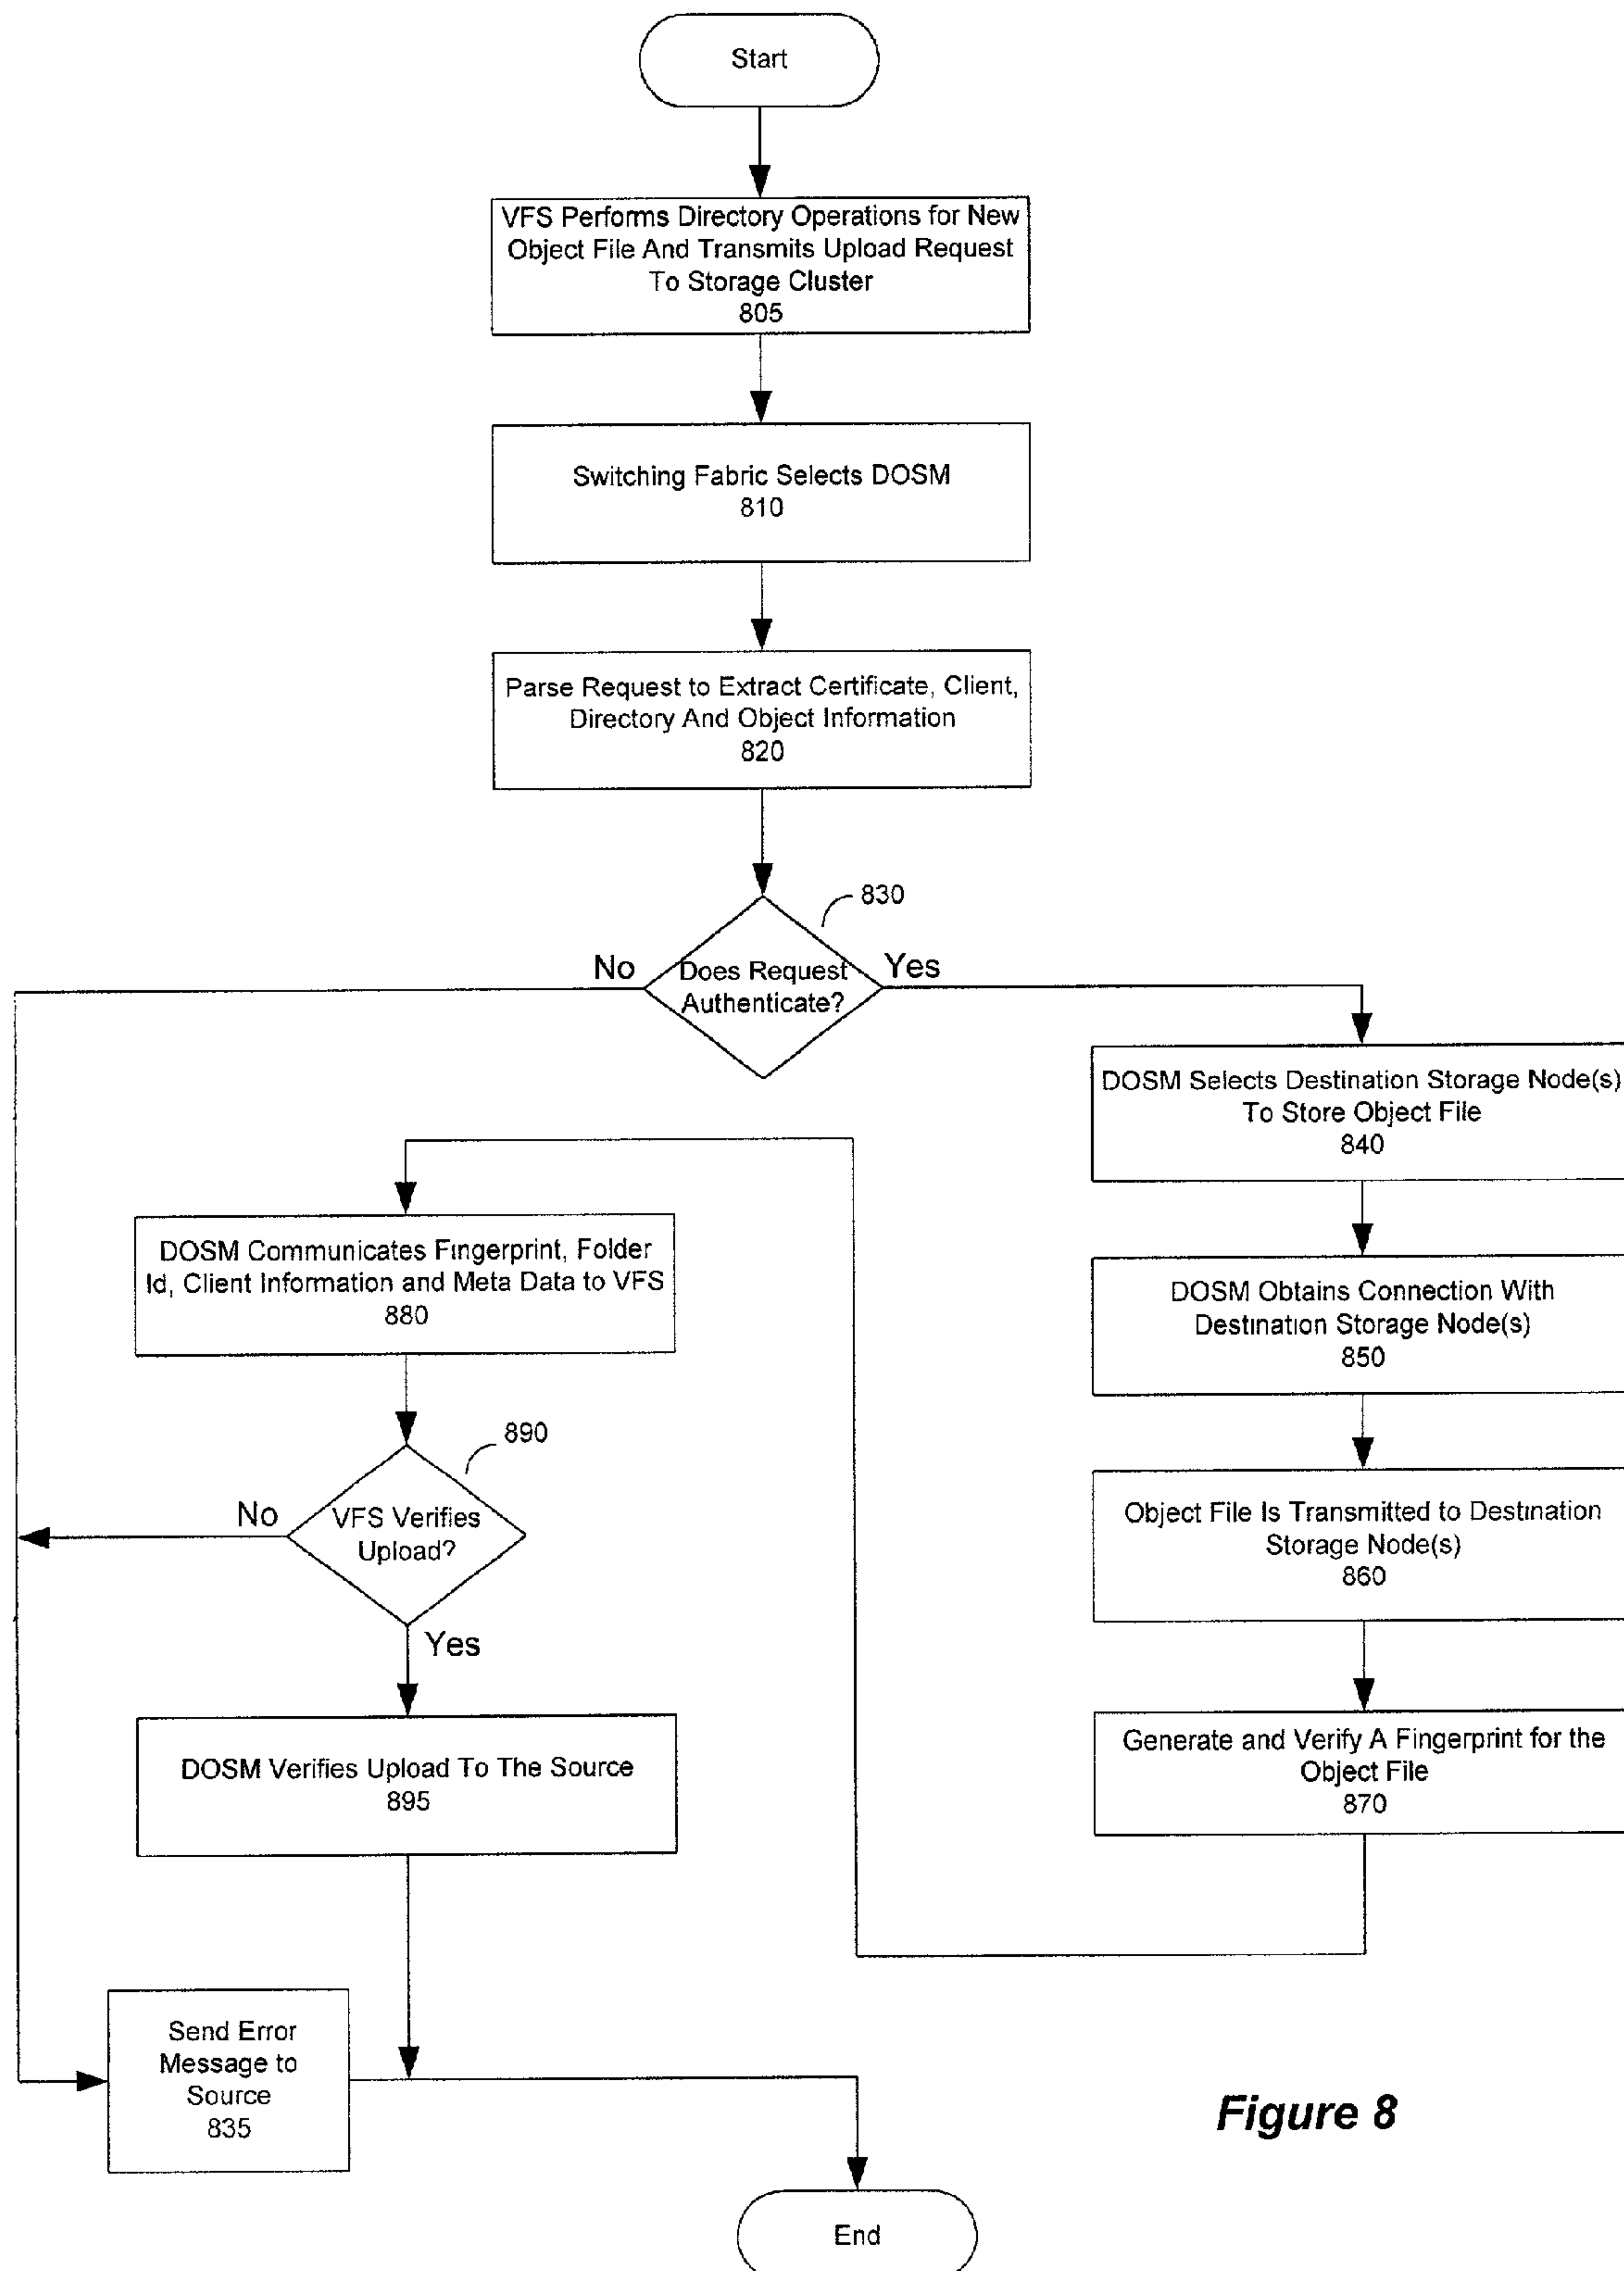 Start
VFS Performs Directory Operations for New
Object File And Transmits Upload Request
To Storage Cluster
805
Switching Fabric Selects DOSM
810
Parse Request to Extract Certificate, Client,
Directory And Object Information
820
830
No
Does Request
Authenticate?
Yes
DOSM Selects Destination Storage Node(s)
To Store Object File
840
DOSM Obtains Connection With
Destination Storage Node(s)
850
Object File Is Transmitted to Destination
Storage Node(s)
860
Generate and Verify A Fingerprint for the
Object File
870
DOSM Communicates Fingerprint, Folder
Id, Client Information and Meta Data to VFS
880
890
No
VFS Verifies
Upload?
Yes
DOSM Verifies Upload To The Source
895
Send Error
Message to
Source
835
End
Figure 8